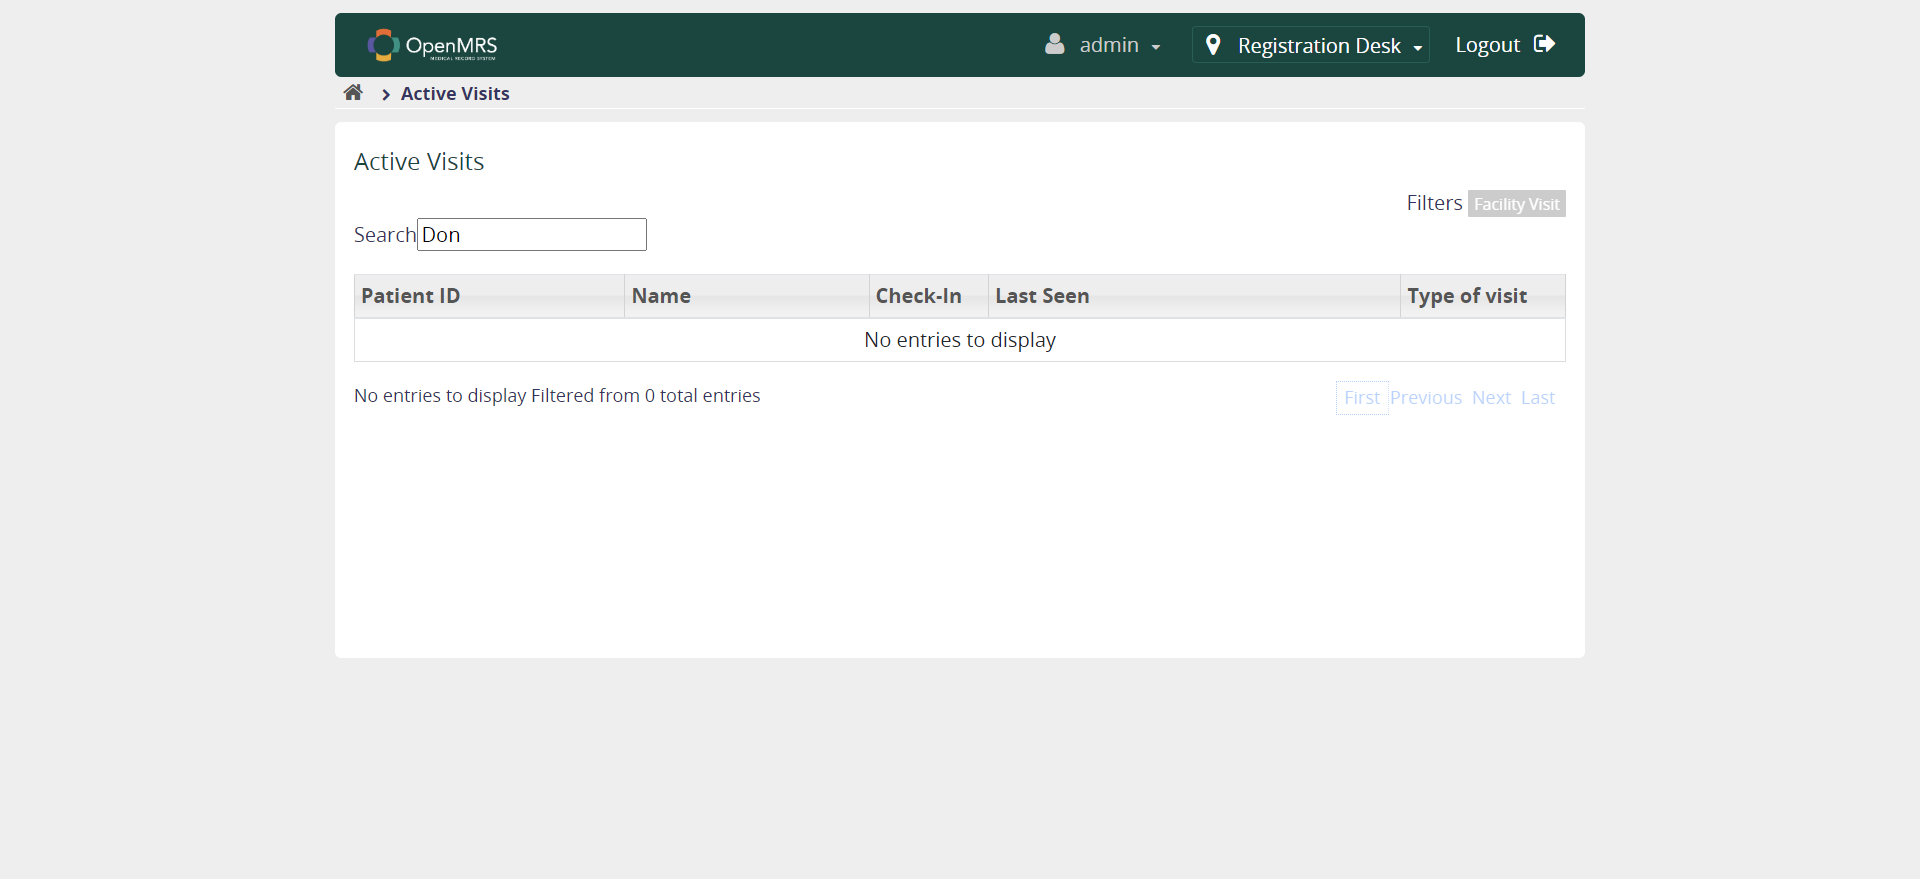 OpenMRS
MEDICAL RECORD SYSTEM
admin
Registration Desk
Logout
Active Visits
Active Visits
Filters Facility Visit
Search Don
Patient ID Name Check-In Last Seen Type of visit
No entries to display
No entries to display Filtered from 0 total entries
First Previous Next Last